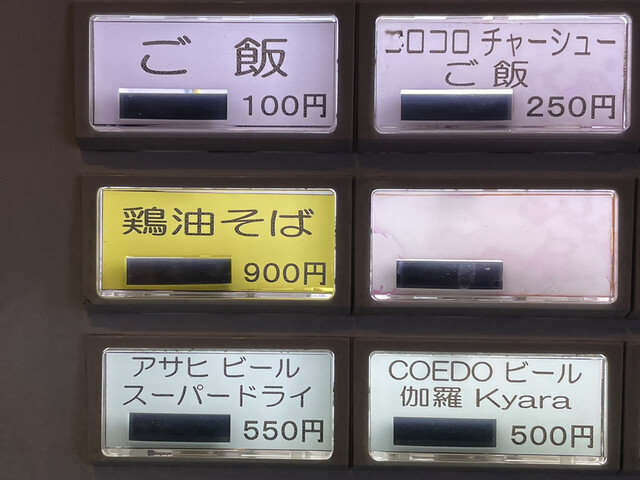 ご飯
100円
コロコロ チャーシュー
ご飯
250円
鶏油そば
900円
アサヒ ビール
スーパードライ
550円
COEDO ビール
伽羅 Kyara
500円